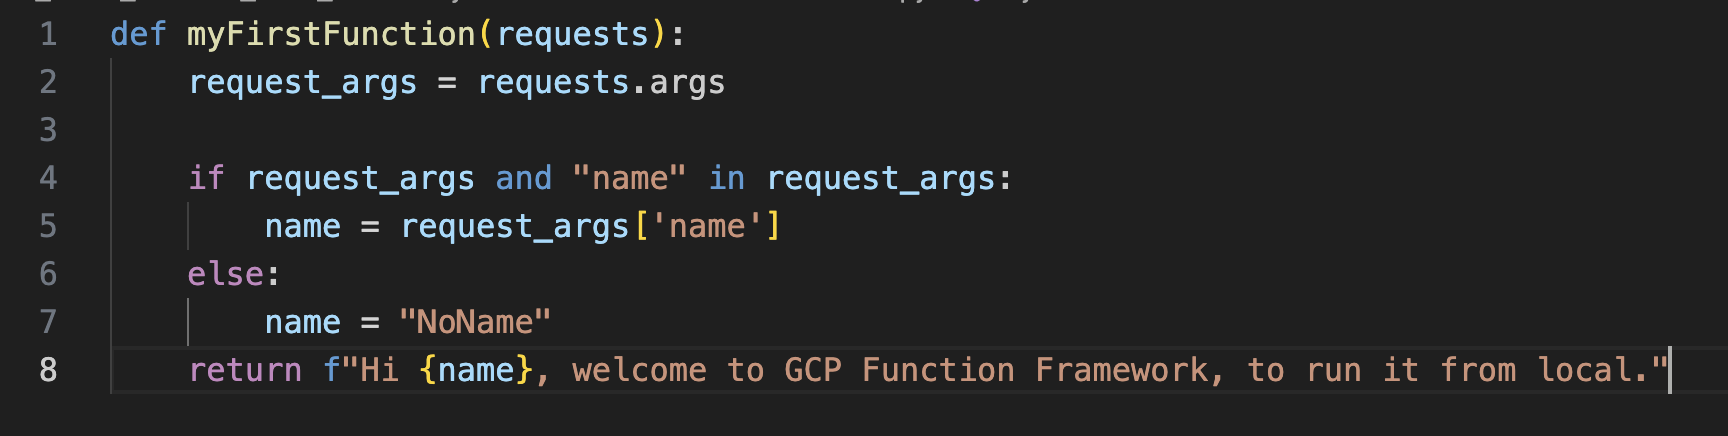 1 def myFirstFunction(requests):
2     request_args = requests.args
3
4     if request_args and "name" in request_args:
5         name = request_args['name']
6     else:
7         name = "NoName"
8     return f"Hi {name}, welcome to GCP Function Framework, to run it from local."